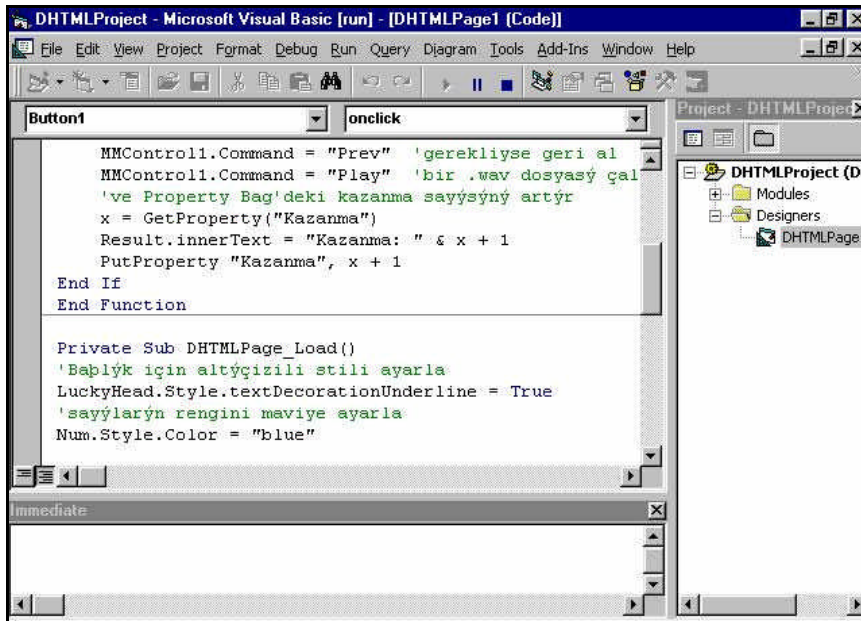 DHTMLProject - Microsoft Visual Basic [run] - [DHTMLPage1 (Code)]
File Edit View Project Format Debug Run Query Diagram Tools Add-Ins Window Help
Button1 onclick
MMControl1.Command = "Prev" 'gerekliyse geri al
MMControl1.Command = "Play" 'bir .wav dosyasý çal
've Property Bag'deki kazanma sayýsýný artýr
x = GetProperty("Kazanma")
Result.innerText = "Kazanma: " & x + 1
PutProperty "Kazanma", x + 1
End If
End Function
Private Sub DHTMLPage_Load()
'Baþlýk için altýçizili stili ayarla
LuckyHead.Style.textDecorationUnderline = True
'sayýlarýn rengini maviye ayarla
Num.Style.Color = "blue"
Immediate
Project - DHTMLProjec
DHTMLProject (D
Modules
Designers
DHTMLPage